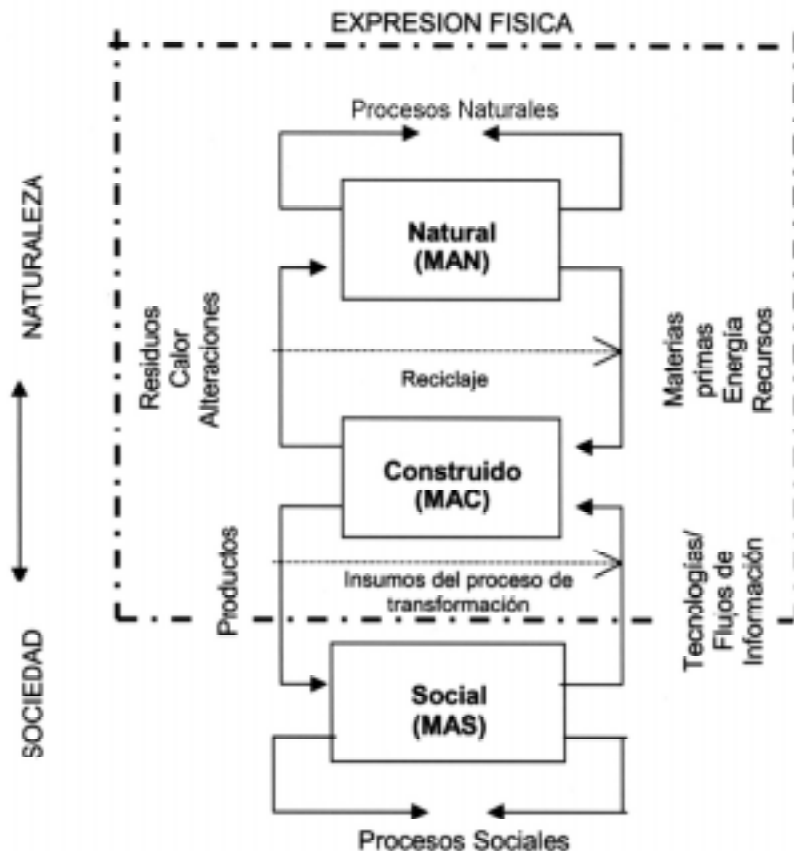 EXPRESION FISICA
Procesos Naturales
NATURALEZA
Natural
(MAN)
Residuos
Calor
Alteraciones
Materias
primas
Energía
Recursos
Reciclaje
Construido
(MAC)
Productos
Insumos del proceso de
transformación
Tecnologías/
Flujos de
Información
SOCIEDAD
Social
(MAS)
Procesos Sociales